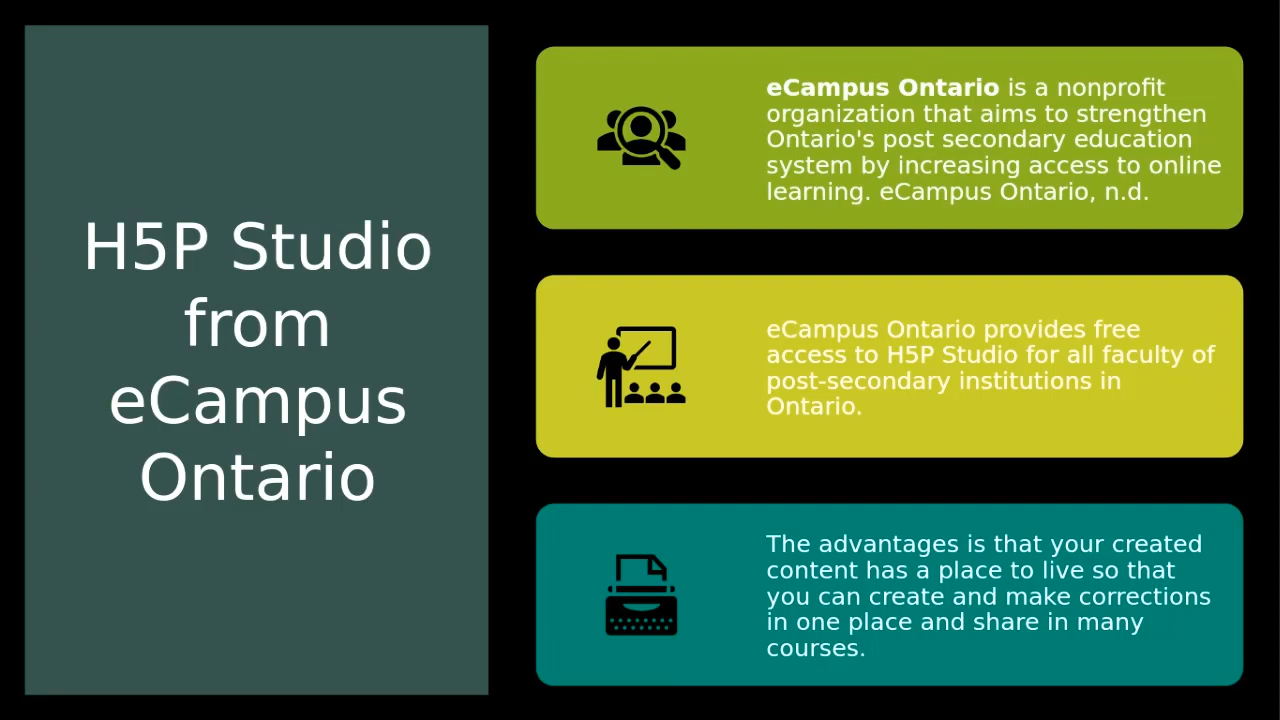 H5P Studio
from
eCampus
Ontario
eCampus Ontario is a nonprofit
organization that aims to strengthen
Ontario's post secondary education
system by increasing access to online
learning. eCampus Ontario, n.d.
eCampus Ontario provides free
access to H5P Studio for all faculty of
post-secondary institutions in
Ontario.
The advantages is that your created
content has a place to live so that
you can create and make corrections
in one place and share in many
courses.